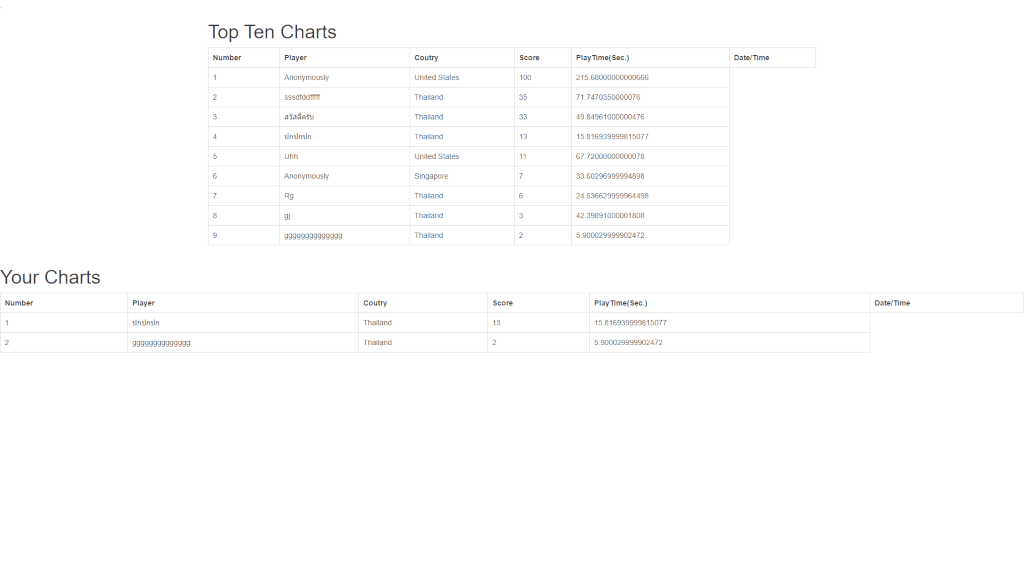 Top Ten Charts
Number Player Coutry Score PlayTime(Sec.) Date/Time
1 Anonymously United States 100 215.68000000000666
2 sssdfddfffff Thailand 35 71.7470350000076
3 สวัสดีครับ Thailand 33 49.84961000000476
4 ปกปกปก Thailand 13 15.816939999815077
5 Uhh United States 11 67.72000000000078
6 Anonymously Singapore 7 33.60296999994898
7 Rg Thailand 6 24.636629999964498
8 gj Thailand 3 42.39891000001808
9 gggggggggggggg Thailand 2 5.900029999902472
Your Charts
Number Player Coutry Score PlayTime(Sec.) Date/Time
1 ปกปกปก Thailand 13 15.816939999815077
2 gggggggggggggg Thailand 2 5.900029999902472